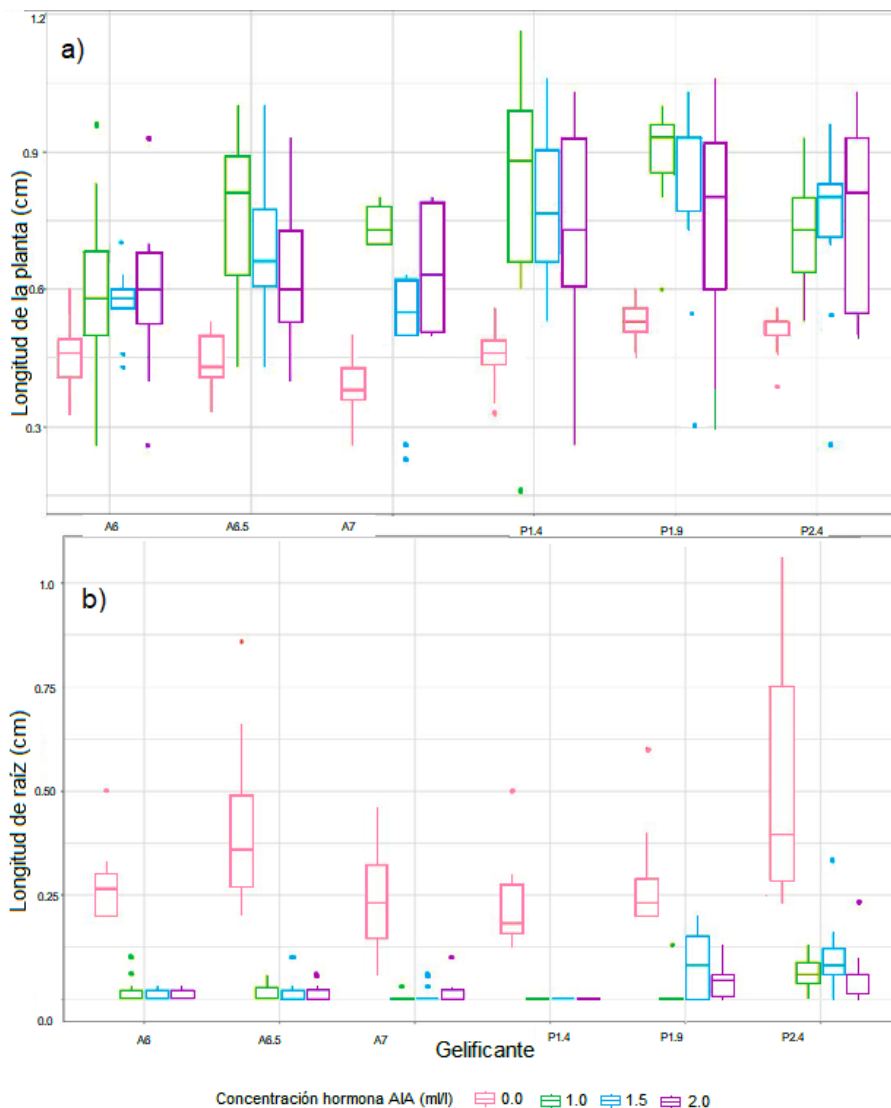 a)
Longitud de la planta (cm)
1.2
0.9
0.6
0.3
A6 A6.5 A7 P1.4 P1.9 P2.4
b)
Longitud de raíz (cm)
1.0
0.75
0.50
0.25
0.0
A6 A6.5 A7 P1.4 P1.9 P2.4
Gelificante
Concentración hormona AIA (ml/l) 0.0 1.0 1.5 2.0